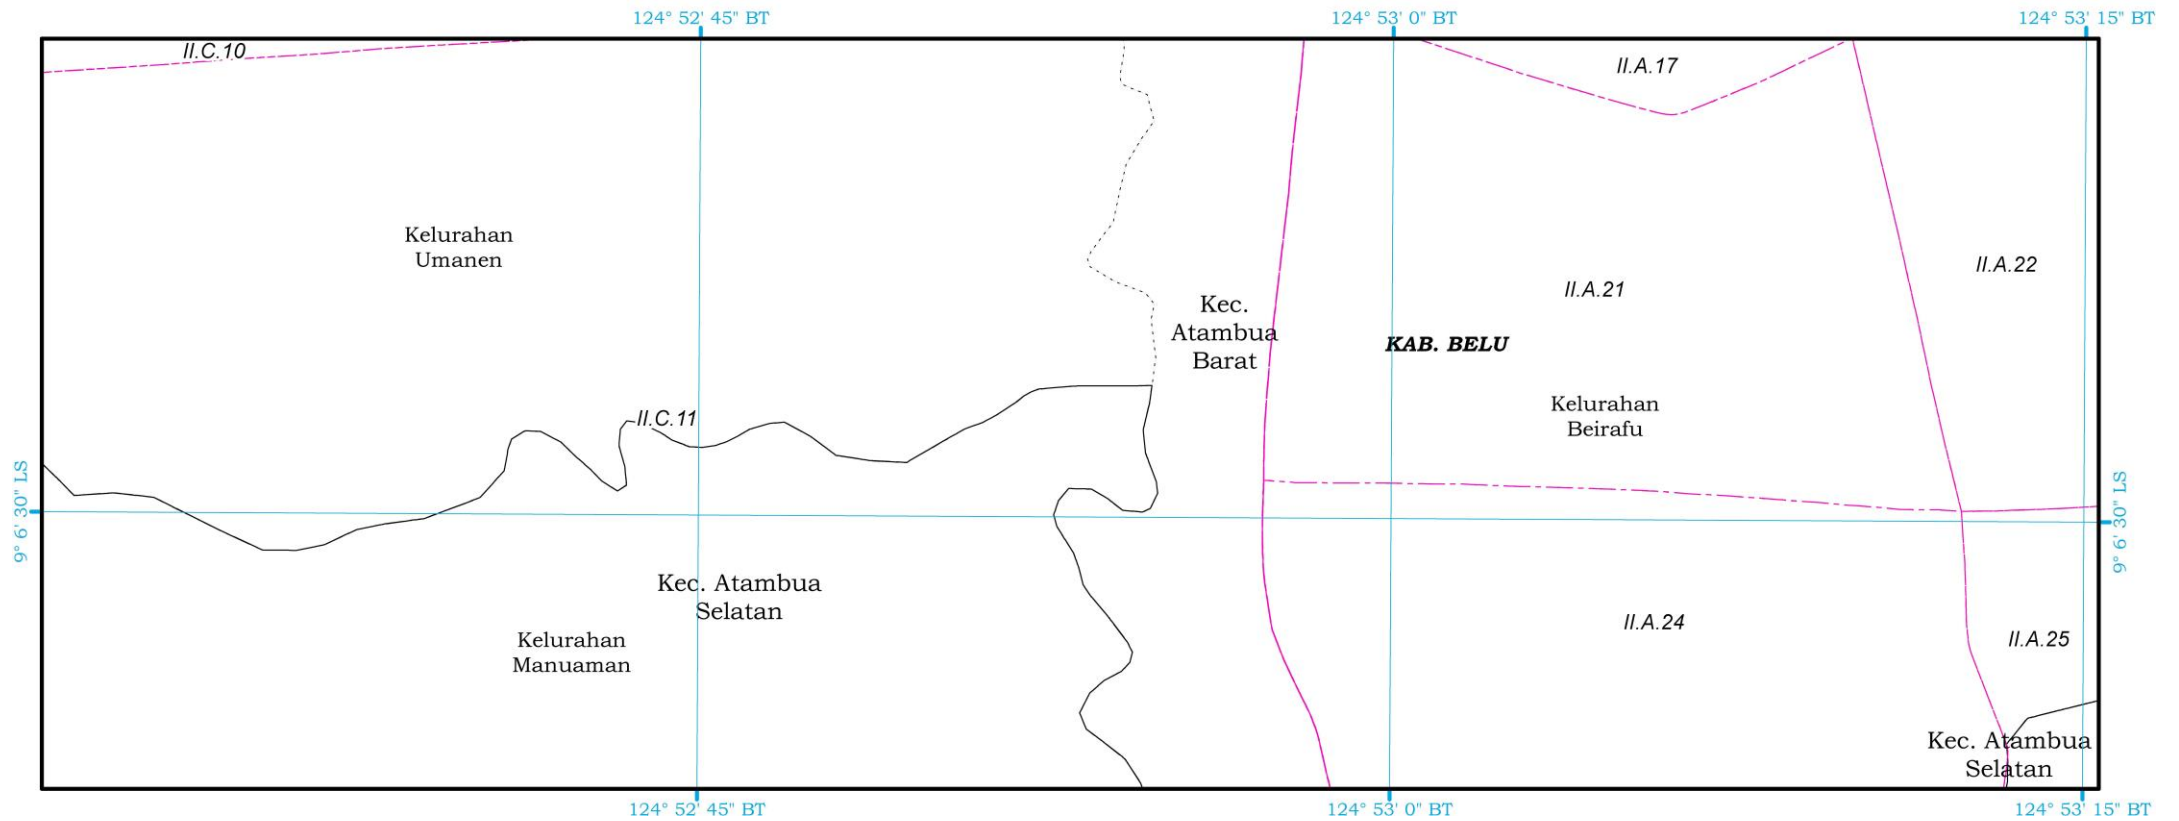 124° 52' 45" BT
124° 53' 0" BT
124° 53' 15" BT
II.C.10
II.A.17
Kelurahan
Umanen
II.A.22
II.A.21
Kec.
Atambua
Barat
KAB. BELU
Kelurahan
Beirafu
II.C.11
9° 6' 30" LS
9° 6' 30" LS
Kec. Atambua
Selatan
Kelurahan
Manuaman
II.A.24
II.A.25
Kec. Atambua
Selatan
124° 52' 45" BT
124° 53' 0" BT
124° 53' 15" BT